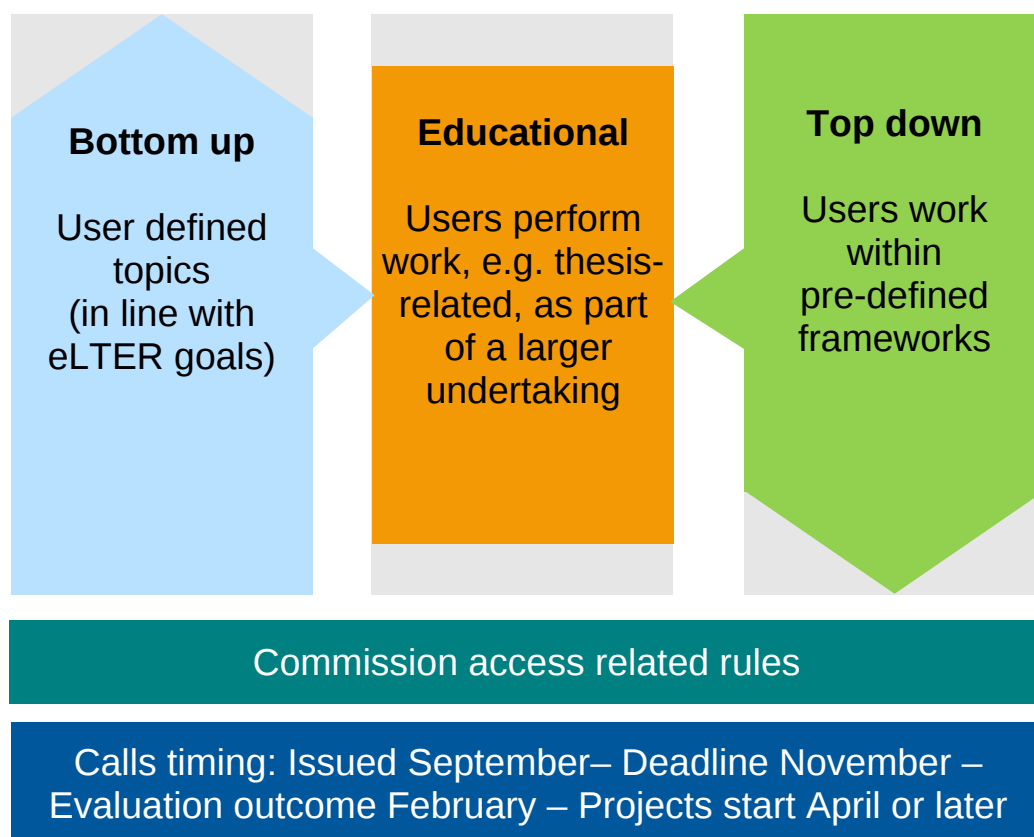 Bottom up
User defined
topics
(in line with
eLTER goals)
Educational
Users perform
work, e.g. thesis-
related, as part
of a larger
undertaking
Top down
Users work
within
pre-defined
frameworks
Commission access related rules
Calls timing: Issued September– Deadline November –
Evaluation outcome February – Projects start April or later